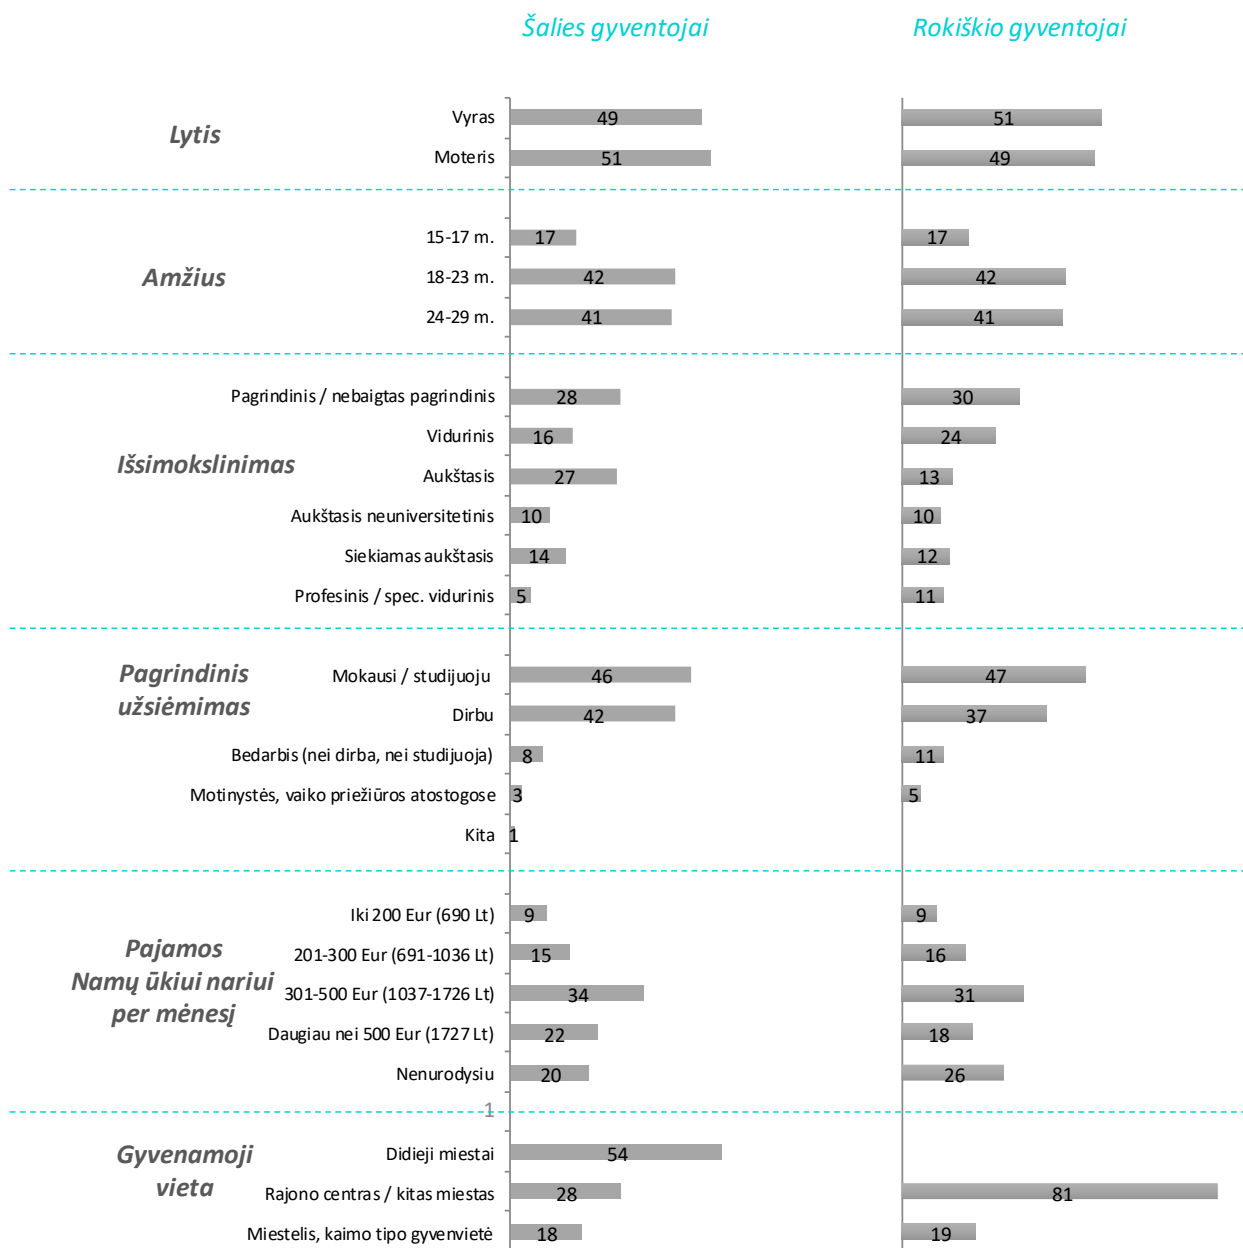 Šalies gyventojai Rokiškio gyventojai
Lytis
Vyras 49 51
Moteris 51 49
Amžius
15-17 m. 17 17
18-23 m. 42 42
24-29 m. 41 41
Išsimokslinimas
Pagrindinis / nebaigtas pagrindinis 28 30
Vidurinis 16 24
Aukštasis 27 13
Aukštasis neuniversitetinis 10 10
Siekiamas aukštasis 14 12
Profesinis / spec. vidurinis 5 11
Pagrindinis
užsiėmimas
Mokausi / studijuoju 46 47
Dirbu 42 37
Bedarbis (nei dirba, nei studijuoja) 8 11
Motinystės, vaiko priežiūros atostogose 3 5
Kita 1
Pajamos
Namų ūkiui nariui
per mėnesį
Iki 200 Eur (690 Lt) 9 9
201-300 Eur (691-1036 Lt) 15 16
301-500 Eur (1037-1726 Lt) 34 31
Daugiau nei 500 Eur (1727 Lt) 22 18
Nenurodysiu 20 26
1
Gyvenamoji
vieta
Didieji miestai 54
Rajono centras / kitas miestas 28 81
Miestelis, kaimo tipo gyvenvietė 18 19